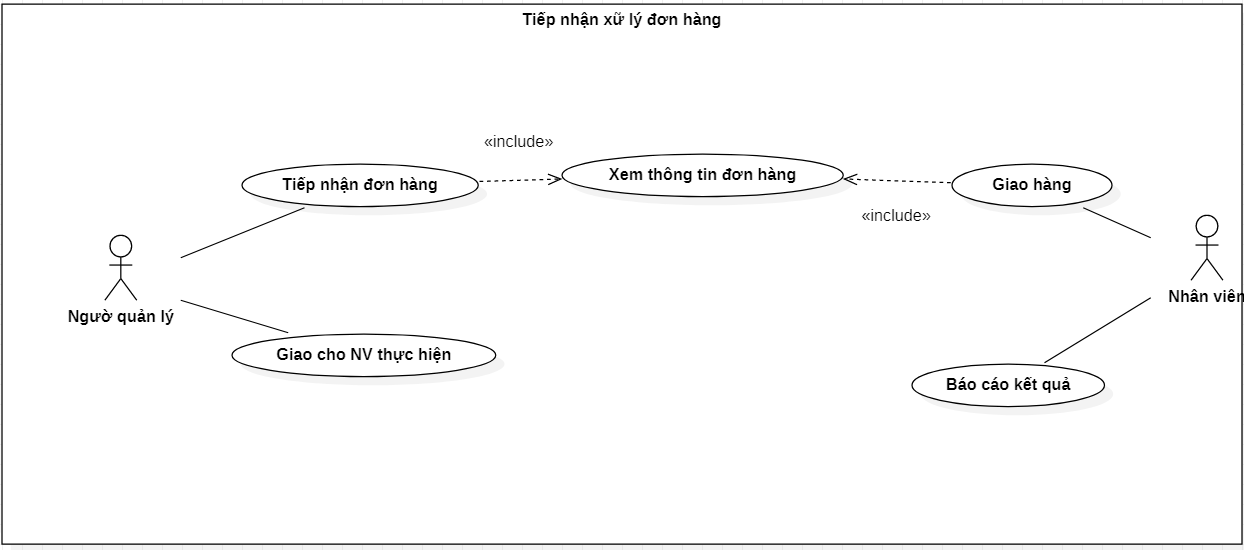 Tiếp nhận xữ lý đơn hàng
«include»
Tiếp nhận đơn hàng
Xem thông tin đơn hàng
Giao hàng
«include»
Ngườ quản lý
Nhân viên
Giao cho NV thực hiện
Báo cáo kết quả